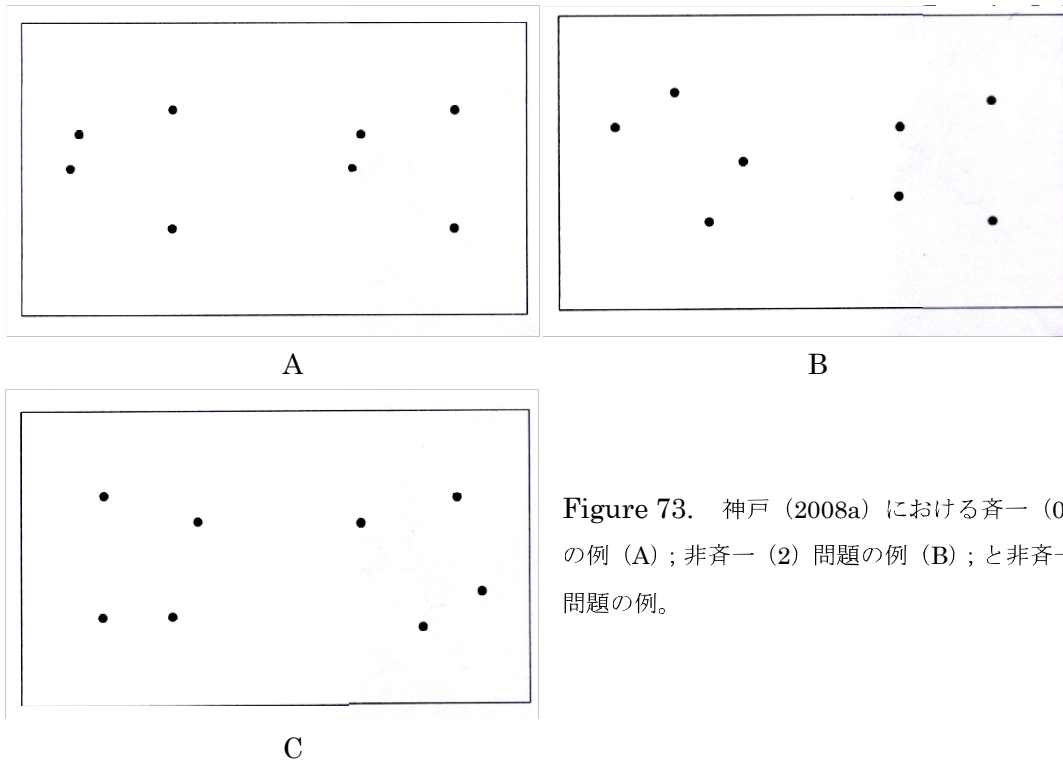 A
B
C
Figure 73. 神戸（2008a）における斉一（0
の例（A）; 非斉一（2）問題の例（B）; と非斉一
問題の例。